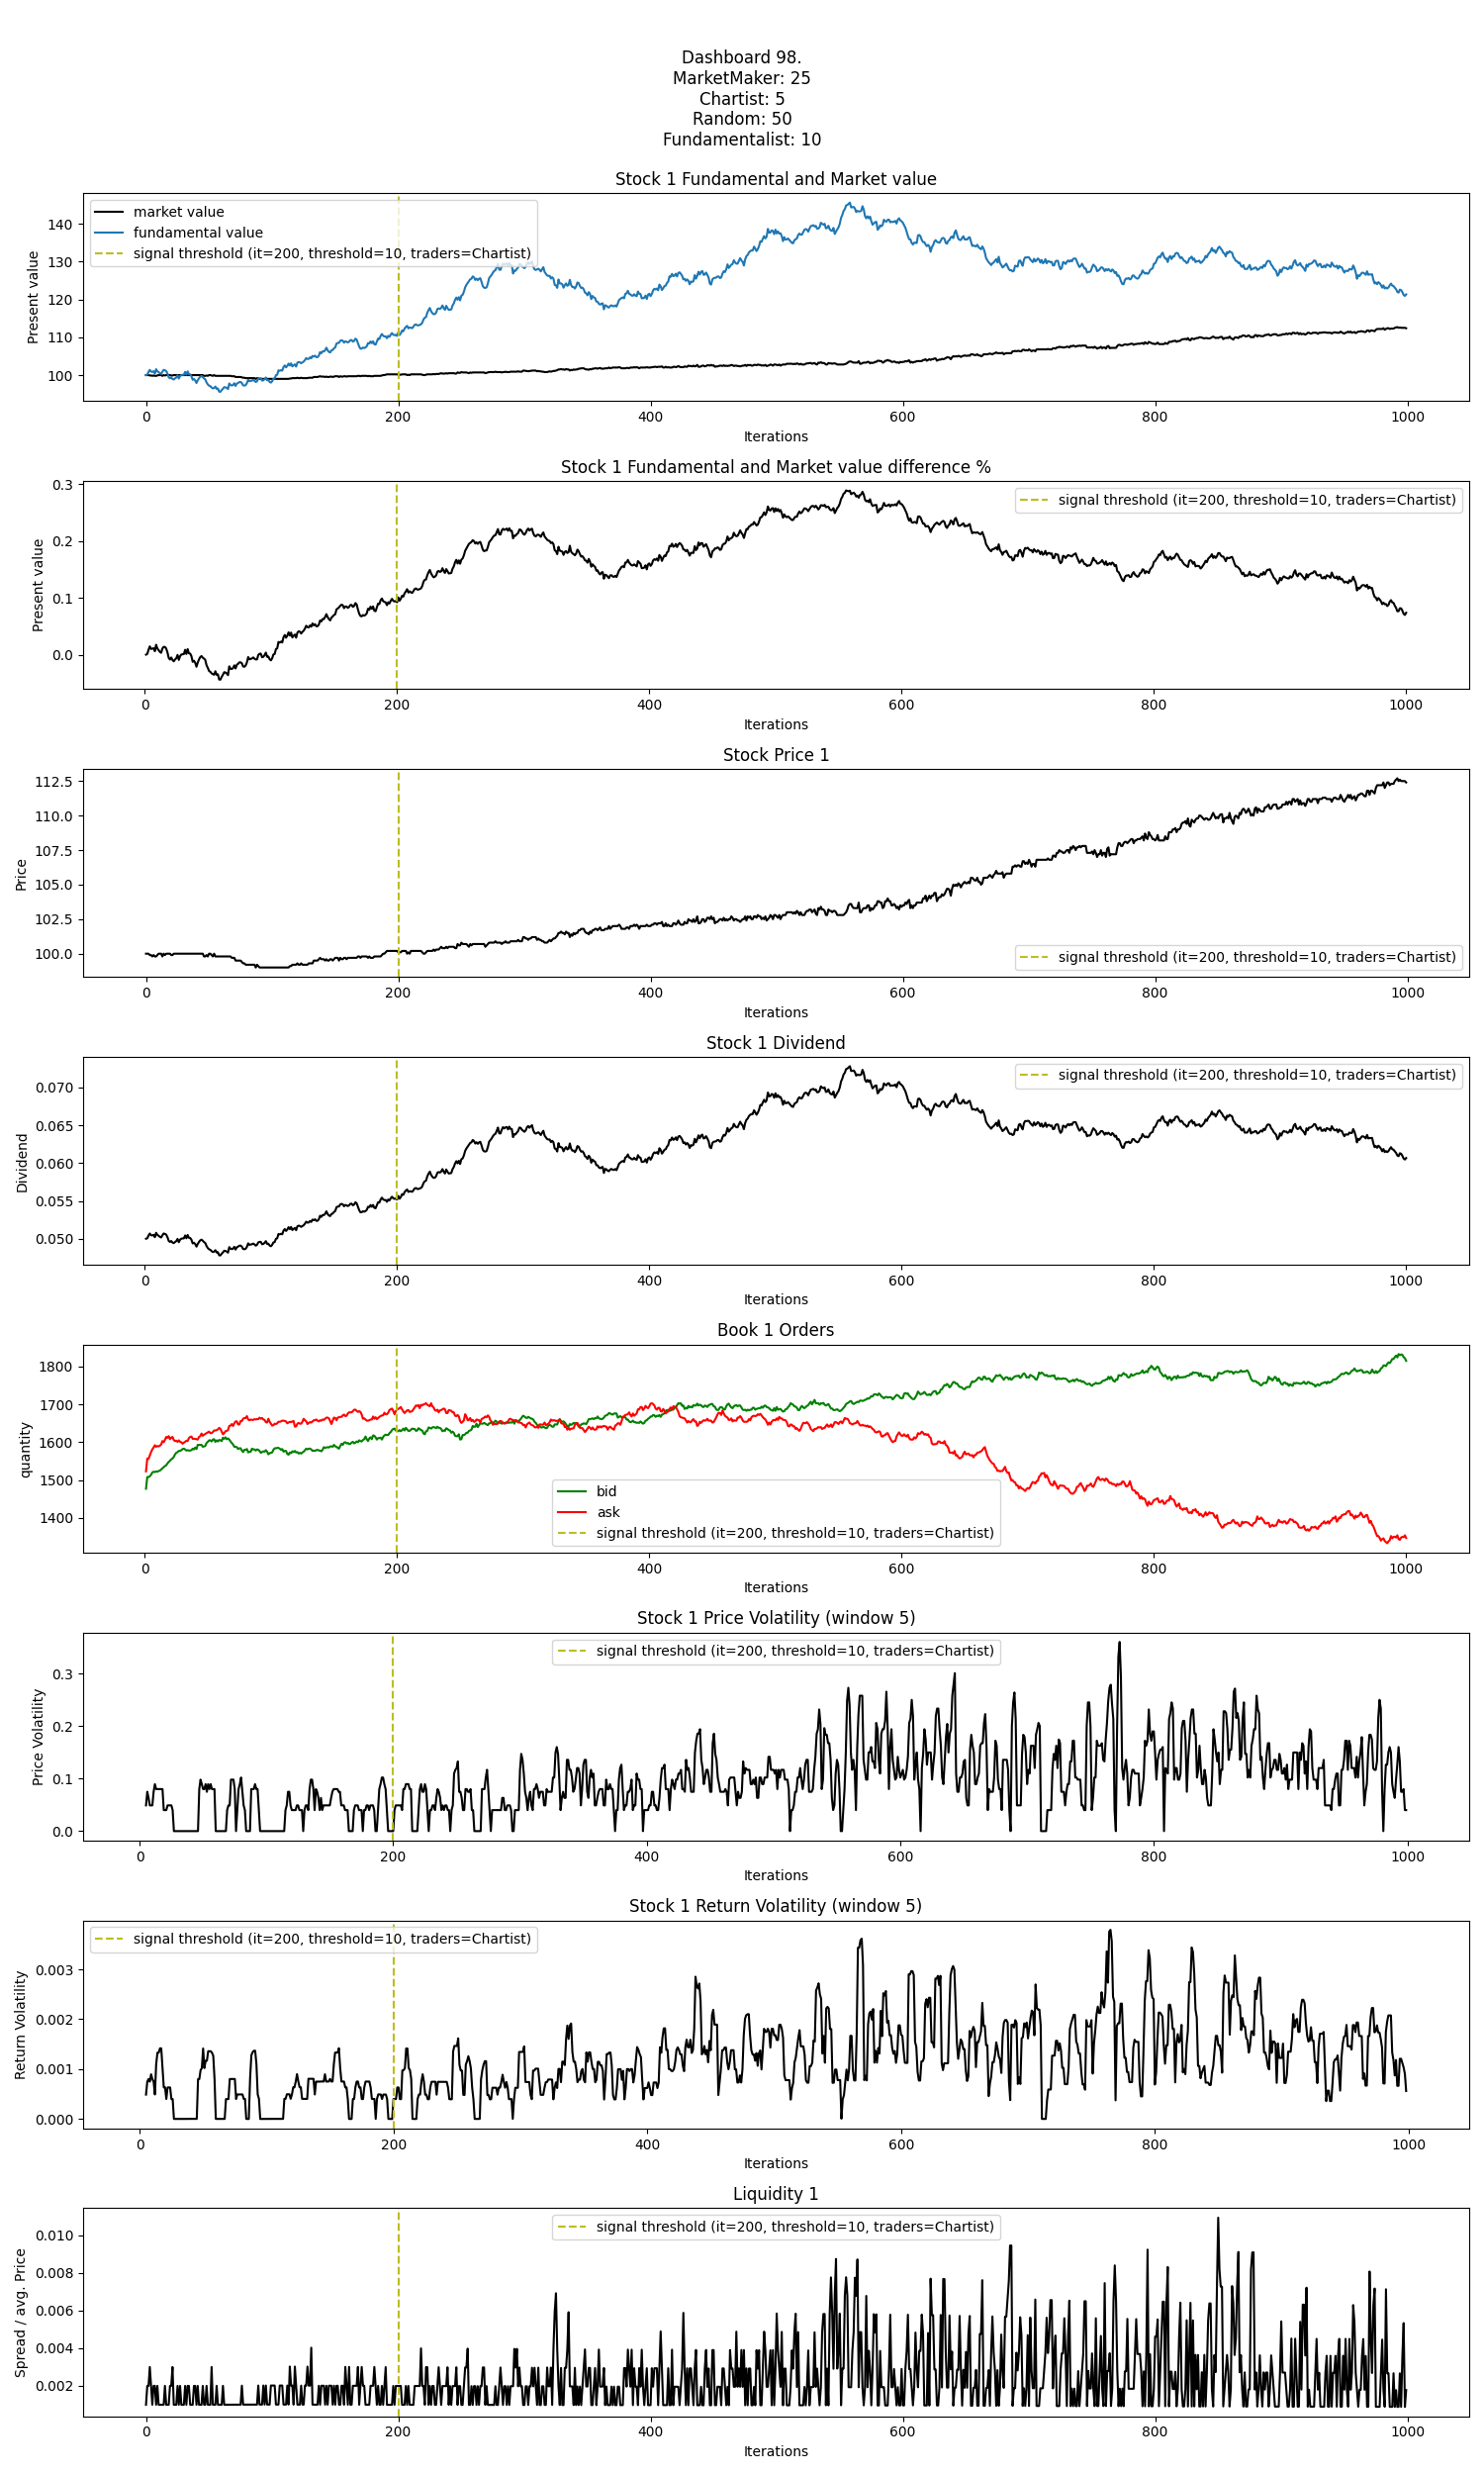 Dashboard 98.
MarketMaker: 25
Chartist: 5
Random: 50
Fundamentalist: 10
Stock 1 Fundamental and Market value
market value
fundamental value
signal threshold (it=200, threshold=10, traders=Chartist)
Present value
140
130
120
110
100
0 200 400 600 800 1000
Iterations
Stock 1 Fundamental and Market value difference %
signal threshold (it=200, threshold=10, traders=Chartist)
Present value
0.3
0.2
0.1
0.0
0 200 400 600 800 1000
Iterations
Stock Price 1
signal threshold (it=200, threshold=10, traders=Chartist)
Price
112.5
110.0
107.5
105.0
102.5
100.0
0 200 400 600 800 1000
Iterations
Stock 1 Dividend
signal threshold (it=200, threshold=10, traders=Chartist)
Dividend
0.070
0.065
0.060
0.055
0.050
0 200 400 600 800 1000
Iterations
Book 1 Orders
bid
ask
signal threshold (it=200, threshold=10, traders=Chartist)
quantity
1800
1700
1600
1500
1400
0 200 400 600 800 1000
Iterations
Stock 1 Price Volatility (window 5)
signal threshold (it=200, threshold=10, traders=Chartist)
Price Volatility
0.3
0.2
0.1
0.0
0 200 400 600 800 1000
Iterations
Stock 1 Return Volatility (window 5)
signal threshold (it=200, threshold=10, traders=Chartist)
Return Volatility
0.003
0.002
0.001
0.000
0 200 400 600 800 1000
Iterations
Liquidity 1
signal threshold (it=200, threshold=10, traders=Chartist)
Spread / avg. Price
0.010
0.008
0.006
0.004
0.002
0 200 400 600 800 1000
Iterations